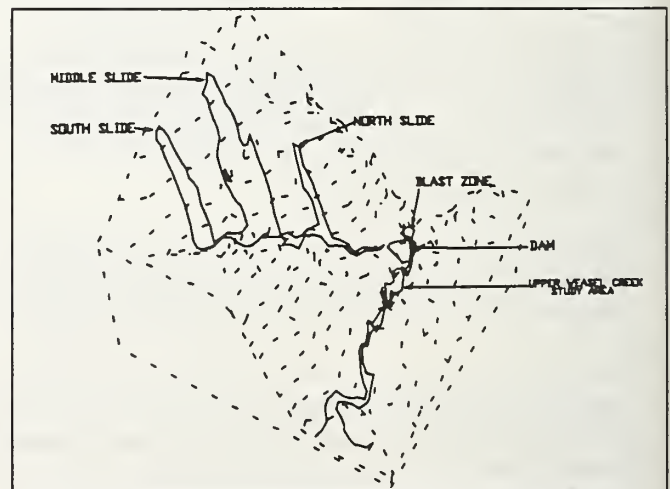 MIDDLE SLIDE
SOUTH SLIDE
NORTH SLIDE
BLAST ZONE
DAM
UPPER WEASEL CREEK
STUDY AREA